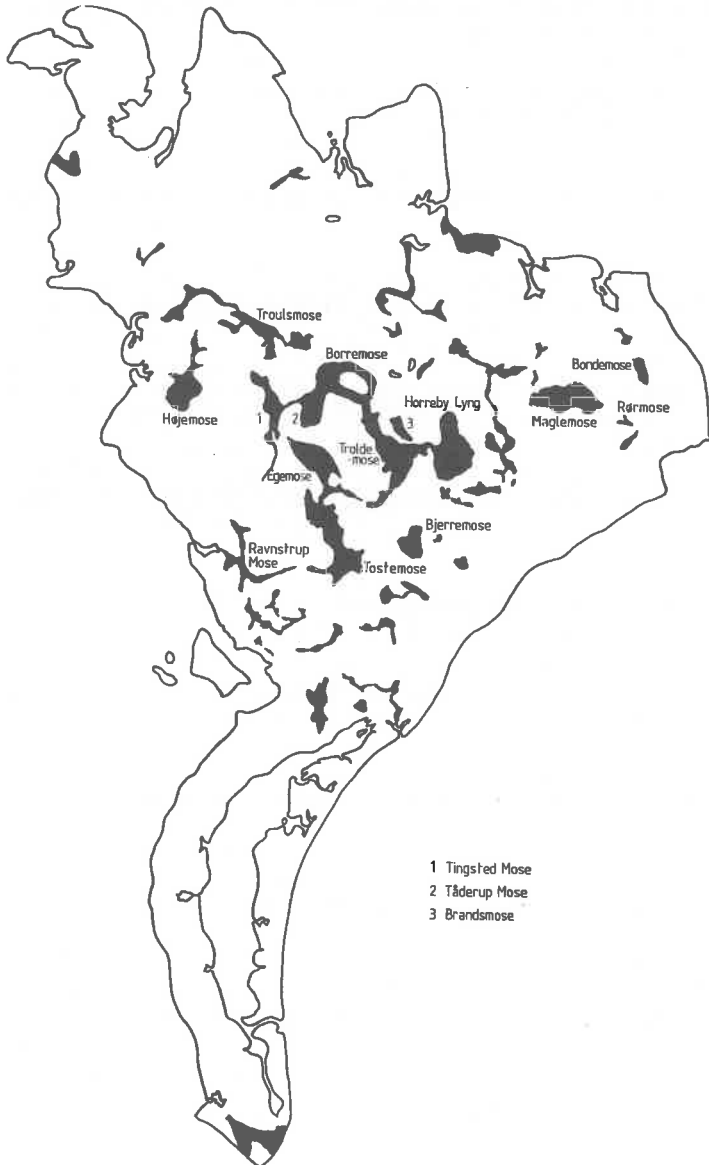 Troulsmose
Borremose
Bondemose
Højemose
1
2
Horreby Lyng
Rørmose
Maglemose
3
Trolde
-mose
Egemose
Bjerremose
Ravnstrup
Mose
Tostemose
1 Tingsted Mose
2 Tåderup Mose
3 Brandsmose